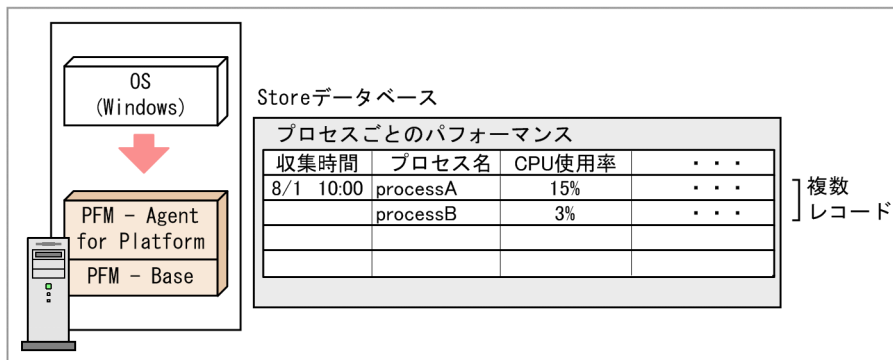 OS
(Windows)
PFM - Agent
for Platform
PFM - Base
Storeデータベース
プロセスごとのパフォーマンス
収集時間 プロセス名 CPU使用率 ・・・
8/1 10:00 processA 15% ・・・
processB 3% ・・・
複数
レコード